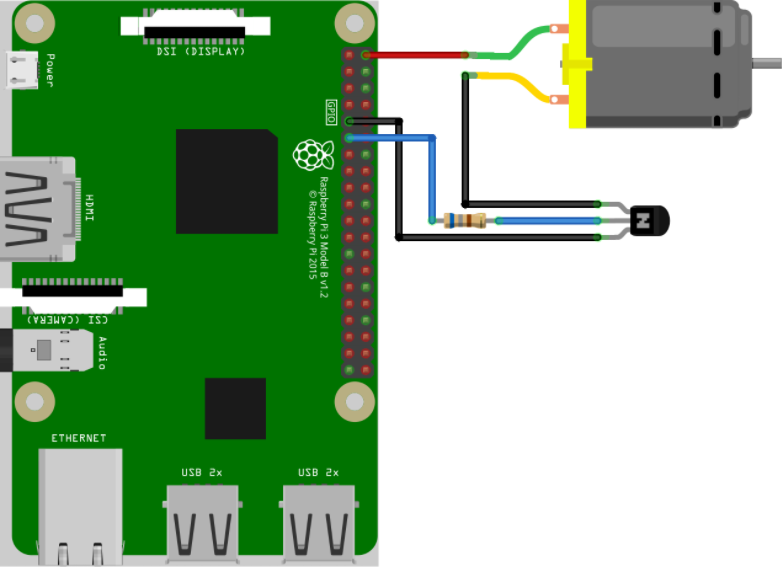 DSI (DISPLAY)
Power
GPIO
HDMI
Raspberry Pi 3 Model B v1.2
© Raspberry Pi 2015
CSI (CAMERA)
Audio
ETHERNET
USB 2x
USB 2x
N